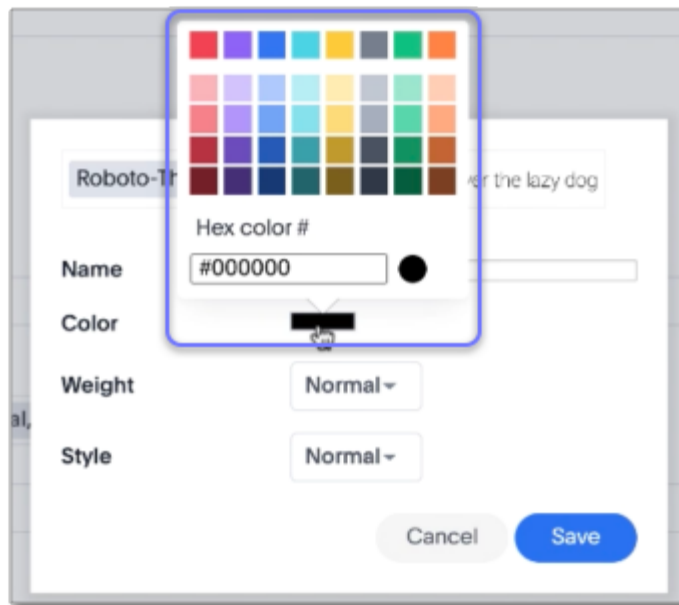 Roboto-Th
er the lazy dog
Hex color #
#000000
Name
Color
Weight
Normal
Style
Normal
al,
Cancel
Save